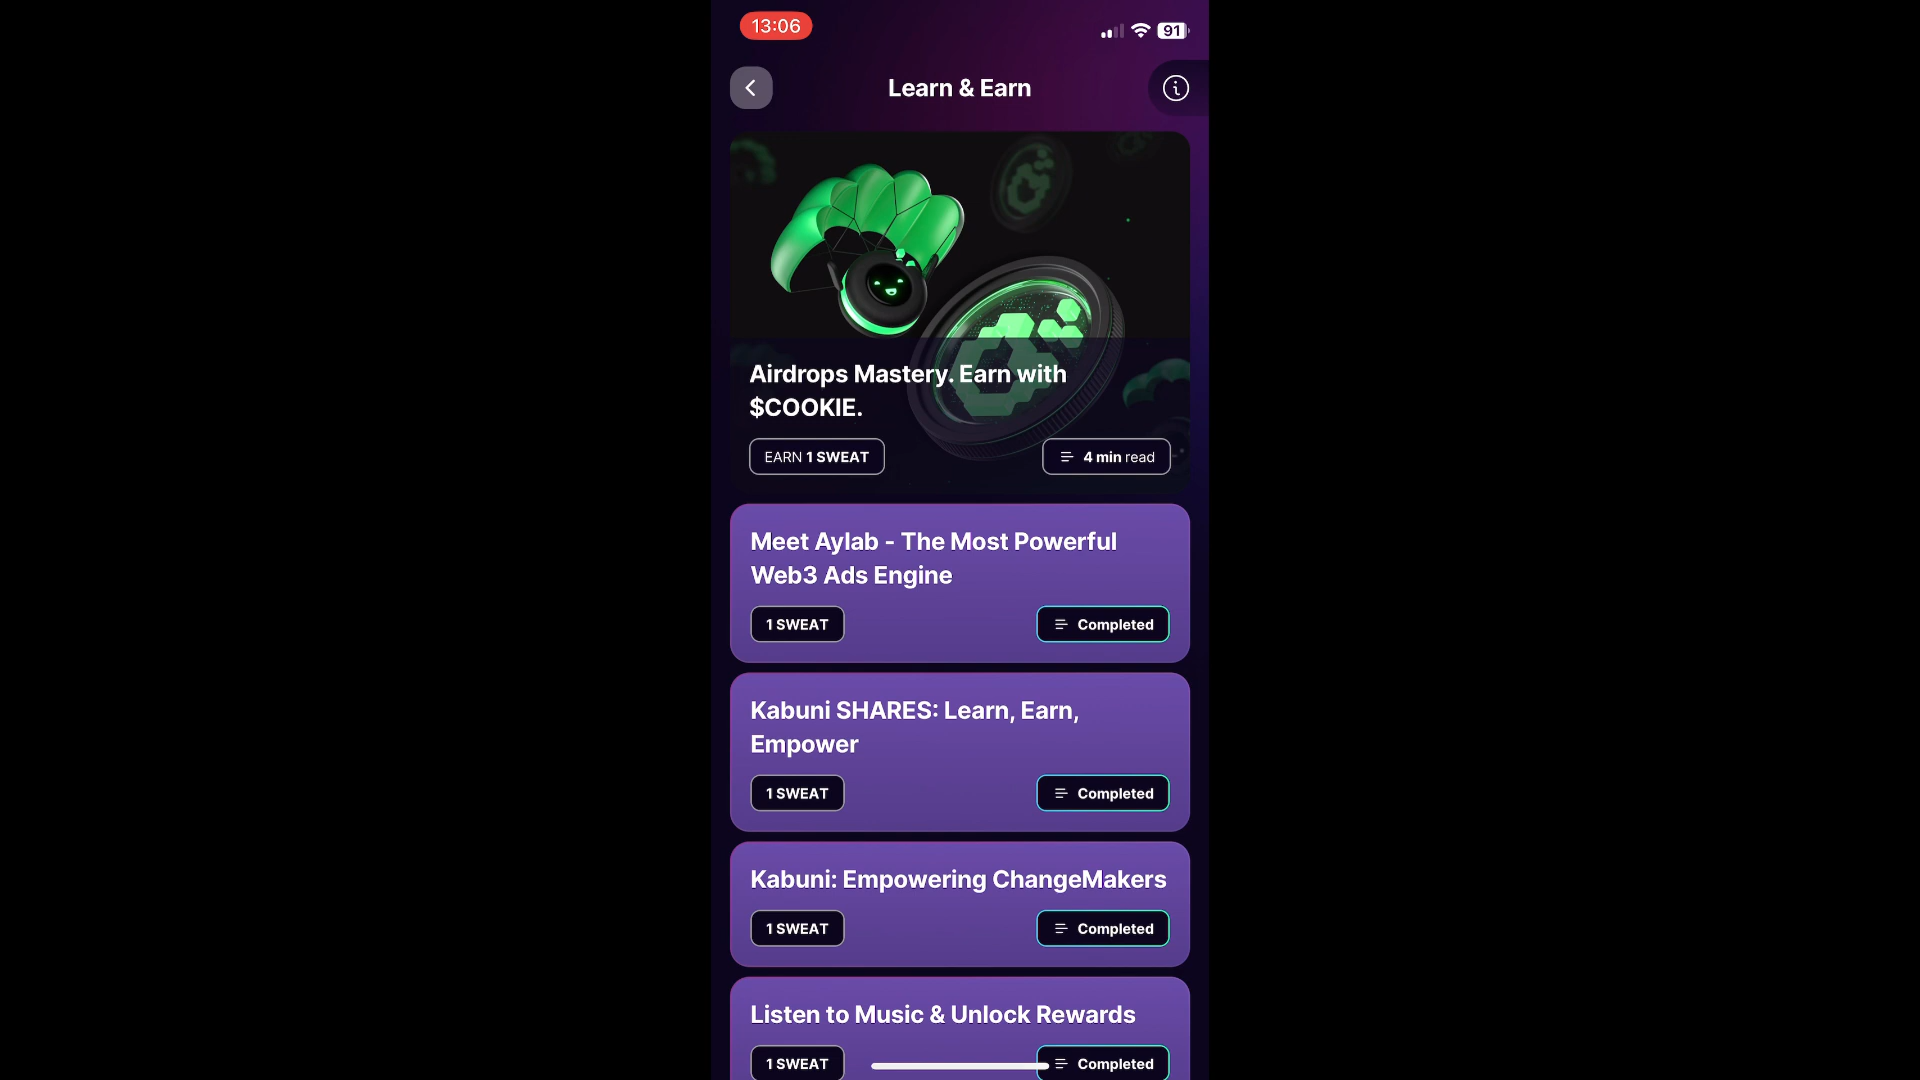 13:06
91
Learn & Earn
Airdrops Mastery. Earn with
$COOKIE.
EARN 1 SWEAT
4 min read
Meet Aylab - The Most Powerful
Web3 Ads Engine
1 SWEAT
Completed
Kabuni SHARES: Learn, Earn,
Empower
1 SWEAT
Completed
Kabuni: Empowering ChangeMakers
1 SWEAT
Completed
Listen to Music & Unlock Rewards
1 SWEAT
Completed